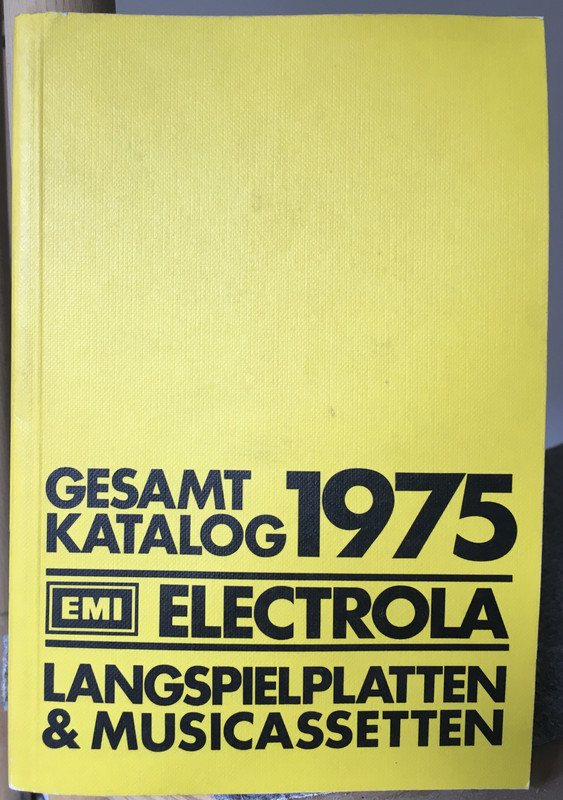 GESAMT
KATALOG 1975
EMI ELECTROLA
LANGSPIELPLATTEN
& MUSICASSETTEN